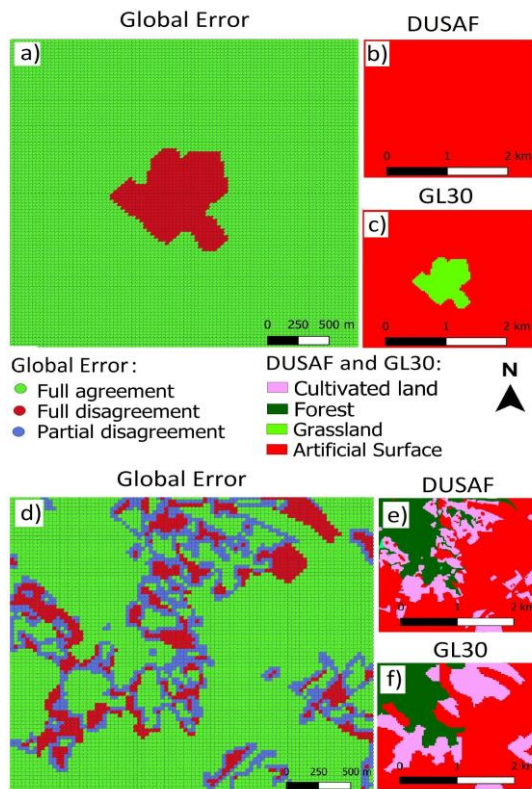 Global Error
DUSAF
a)
b)
0 1 2 km
GL30
c)
0 250 500 m
0 1 2 km
Global Error:
Full agreement
Full disagreement
Partial disagreement
DUSAF and GL30:
Cultivated land
Forest
Grassland
Artificial Surface
N
Global Error
DUSAF
d)
e)
0 1 2 km
GL30
f)
0 250 500 m
0 1 2 km